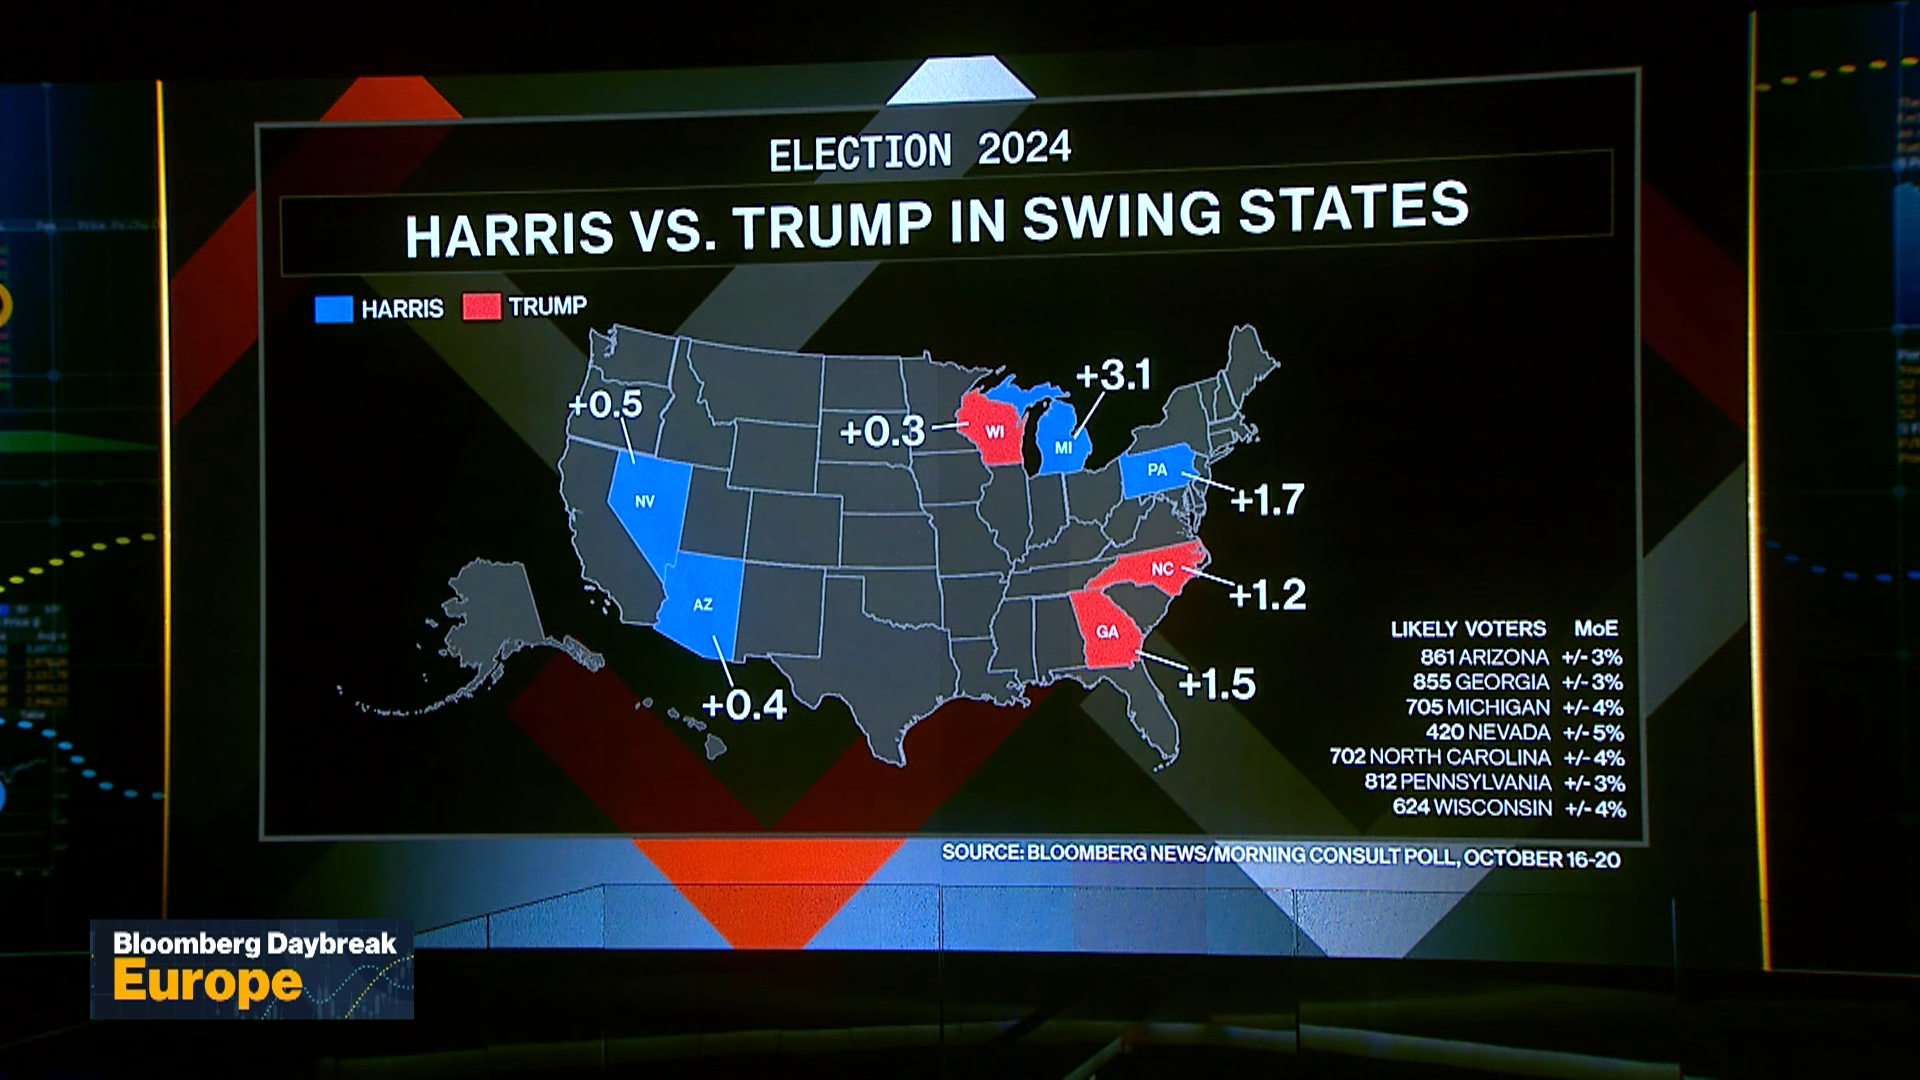 ELECTION 2024
HARRIS VS. TRUMP IN SWING STATES
HARRIS TRUMP
+0.5
+0.3
+3.1
WI
MI
PA
+1.7
NV
NC
+1.2
AZ
GA
+1.5
+0.4
LIKELY VOTERS MoE
861 ARIZONA +/- 3%
855 GEORGIA +/- 3%
705 MICHIGAN +/- 4%
420 NEVADA +/- 5%
702 NORTH CAROLINA +/- 4%
812 PENNSYLVANIA +/- 3%
624 WISCONSIN +/- 4%
SOURCE: BLOOMBERG NEWS/MORNING CONSULT POLL, OCTOBER 16-20
Bloomberg Daybreak
Europe